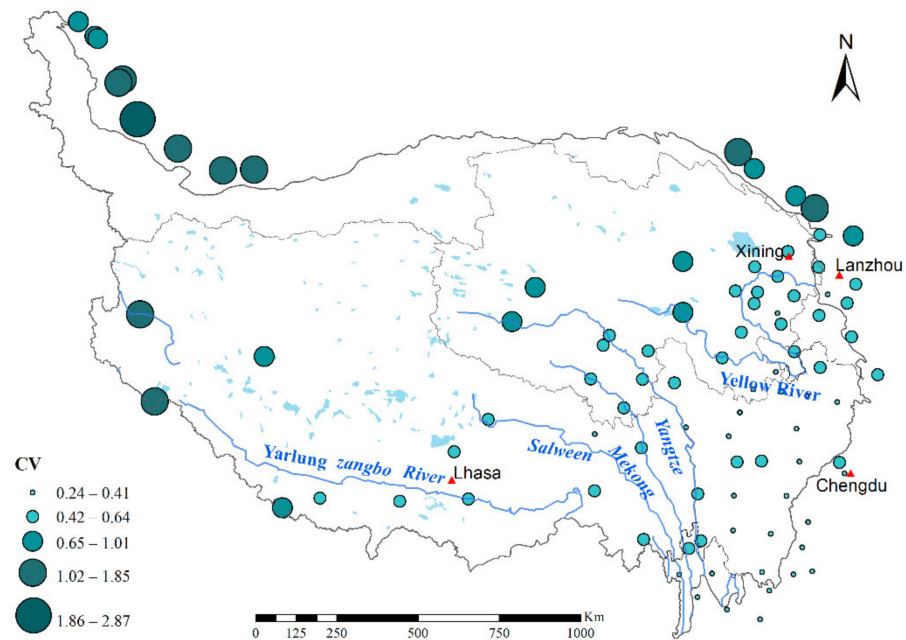 N
Xining
Lanzhou
Yellow River
Yangtze
Salween
Mekong
Yarlung zangbo River
Lhasa
Chengdu
CV
0.24 – 0.41
0.42 – 0.64
0.65 – 1.01
1.02 – 1.85
1.86 – 2.87
Km
0 125 250 500 750 1000